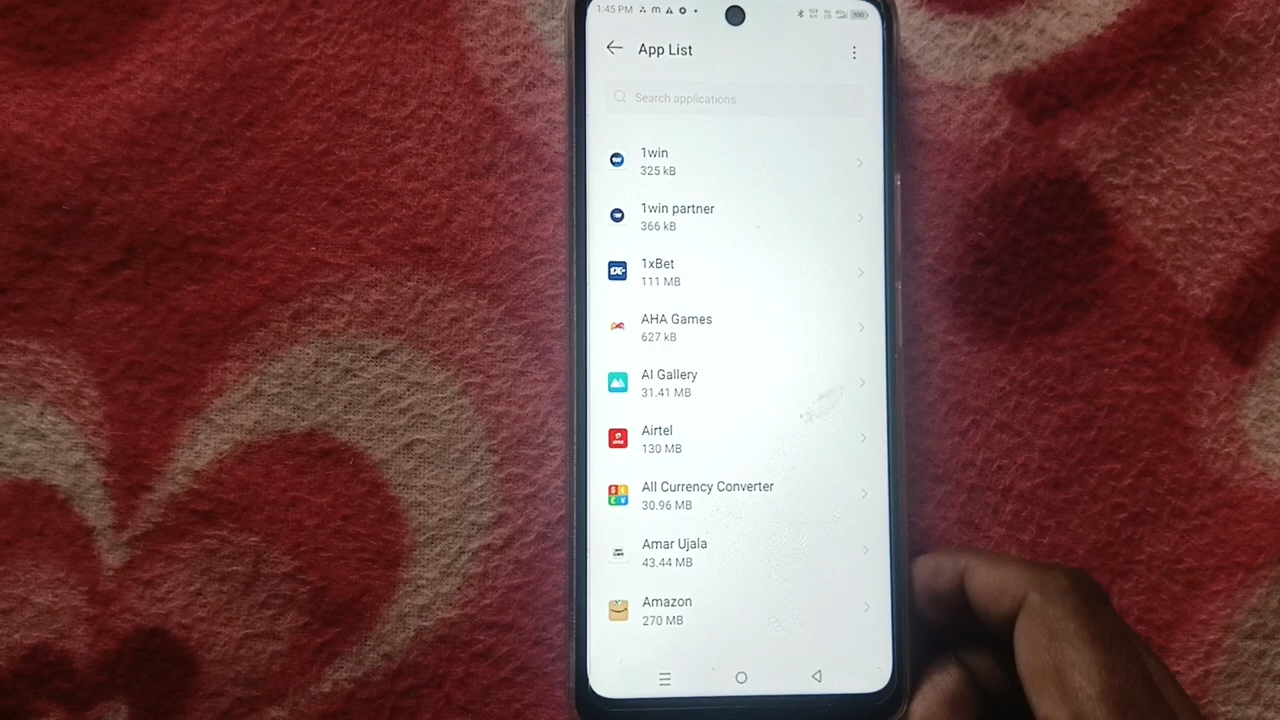 1:45 PM
100
App List
Search applications
1win
325 kB
1win partner
366 kB
1xBet
111 MB
AHA Games
627 kB
AI Gallery
31.41 MB
Airtel
130 MB
All Currency Converter
30.96 MB
Amar Ujala
43.44 MB
Amazon
270 MB